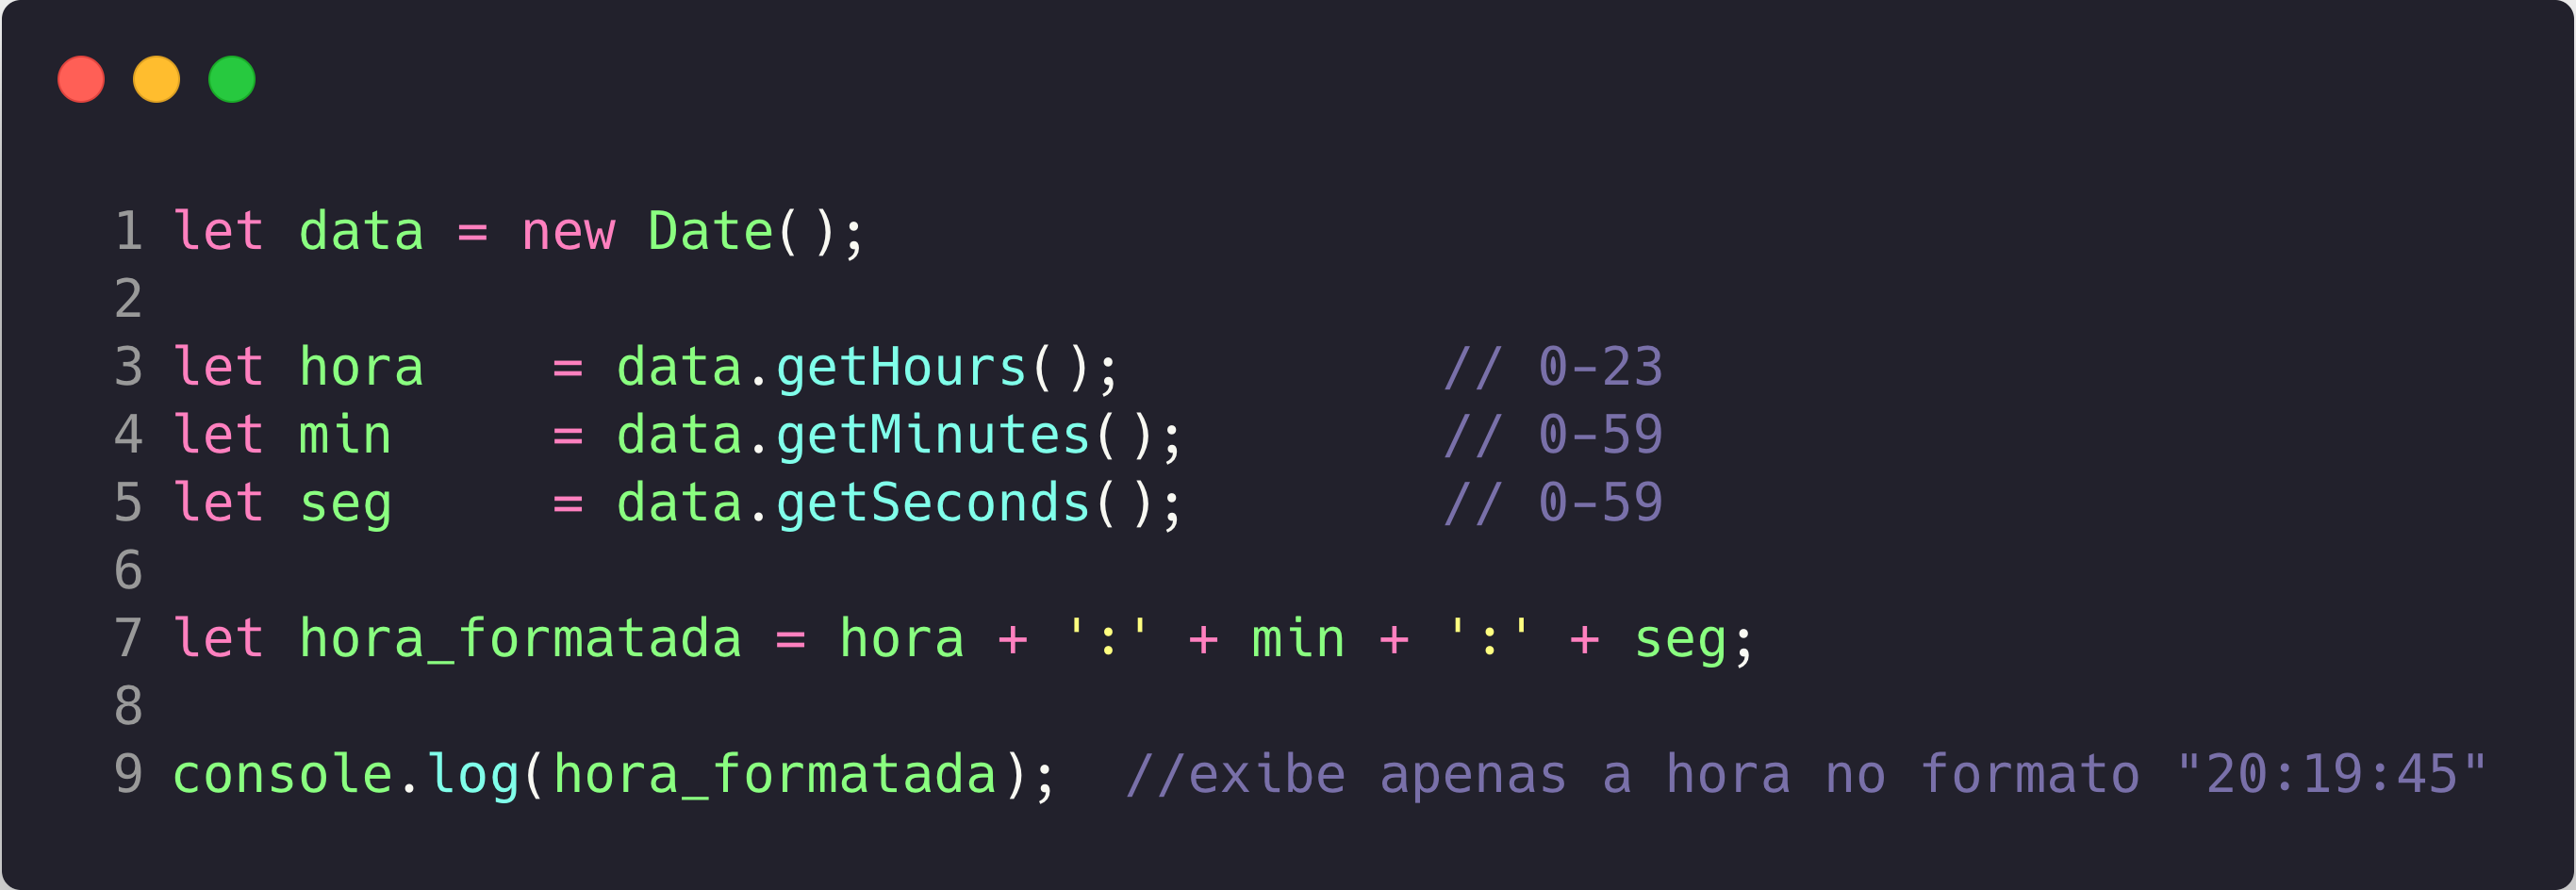 1 let data = new Date();
2
3 let hora    = data.getHours();          // 0-23
4 let min     = data.getMinutes();        // 0-59
5 let seg     = data.getSeconds();        // 0-59
6
7 let hora_formatada = hora + ':' + min + ':' + seg;
8
9 console.log(hora_formatada);  //exibe apenas a hora no formato "20:19:45"